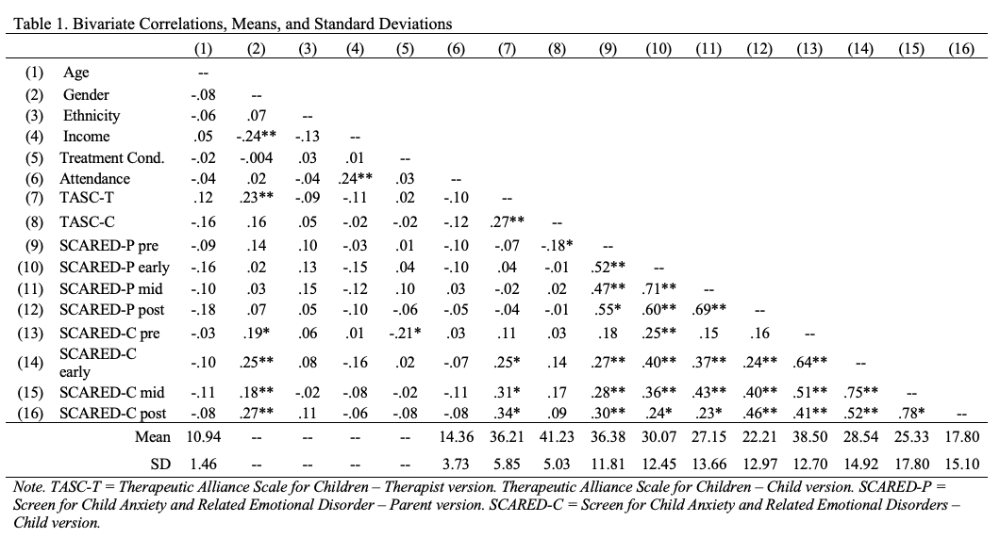 Table 1. Bivariate Correlations, Means, and Standard Deviations
(1) (2) (3) (4) (5) (6) (7) (8) (9) (10) (11) (12) (13) (14) (15) (16)
(1) Age --
(2) Gender -.08 --
(3) Ethnicity -.06 .07 --
(4) Income .05 -.24** -.13 --
(5) Treatment Cond. -.02 -.004 .03 .01 --
(6) Attendance -.04 .02 -.04 .24** .03 --
(7) TASC-T .12 .23** -.09 -.11 .02 -.10 --
(8) TASC-C -.16 .16 .05 -.02 -.02 -.12 .27** --
(9) SCARED-P pre -.09 .14 .10 -.03 .01 -.10 -.07 -.18* --
(10) SCARED-P early -.16 .02 .13 -.15 .04 -.10 .04 -.01 .52** --
(11) SCARED-P mid -.10 .03 .15 -.12 .10 .03 -.02 .02 .47** .71** --
(12) SCARED-P post -.18 .07 .05 -.10 -.06 -.05 -.04 -.01 .55* .60** .69** --
(13) SCARED-C pre -.03 .19* .06 .01 -.21* .03 .11 .03 .18 .25** .15 .16 --
(14) SCARED-C early -.10 .25** .08 -.16 .02 -.07 .25* .14 .27** .40** .37** .24** .64** --
(15) SCARED-C mid -.11 .18** -.02 -.08 -.02 -.11 .31* .17 .28** .36** .43** .40** .51** .75** --
(16) SCARED-C post -.08 .27** .11 -.06 -.08 -.08 .34* .09 .30** .24* .23* .46** .41** .52** .78* --
Mean 10.94 -- -- -- -- 14.36 36.21 41.23 36.38 30.07 27.15 22.21 38.50 28.54 25.33 17.80
SD 1.46 -- -- -- -- 3.73 5.85 5.03 11.81 12.45 13.66 12.97 12.70 14.92 17.80 15.10
Note. TASC-T = Therapeutic Alliance Scale for Children – Therapist version. Therapeutic Alliance Scale for Children – Child version. SCARED-P =
Screen for Child Anxiety and Related Emotional Disorder – Parent version. SCARED-C = Screen for Child Anxiety and Related Emotional Disorders –
Child version.